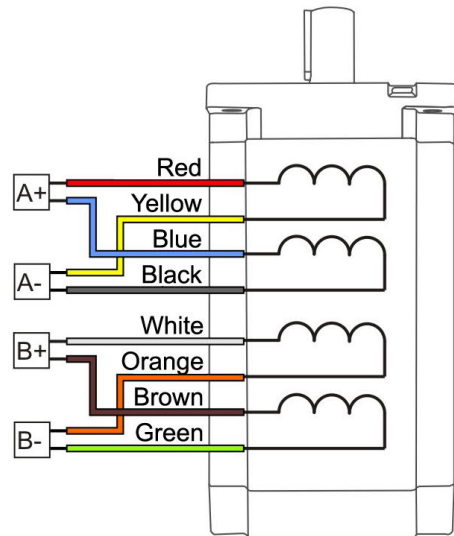 Red
A+
Yellow
Blue
A-
Black
White
B+
Orange
Brown
B-
Green